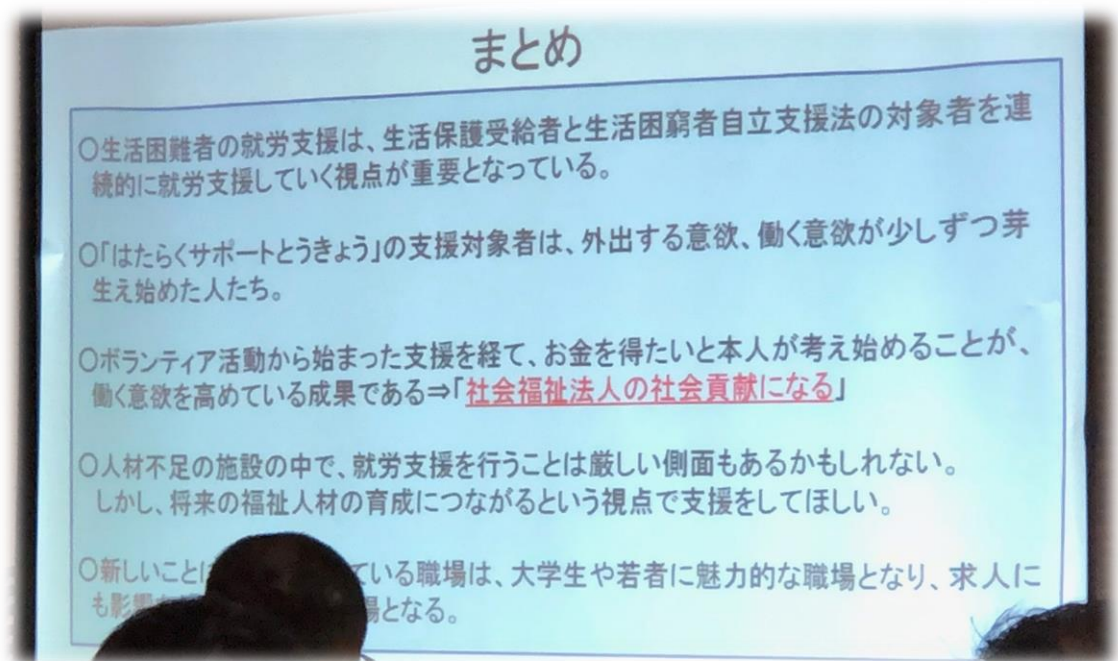 まとめ
〇生活困難者の就労支援は、生活保護受給者と生活困窮者自立支援法の対象者を連
続的に就労支援していく視点が重要となっている。
〇「はたらくサポートとうきょう」の支援対象者は、外出する意欲、働く意欲が少しずつ芽
生え始めた人たち。
〇ボランティア活動から始まった支援を経て、お金を得たいと本人が考え始めることが、
働く意欲を高めている成果である⇒「社会福祉法人の社会貢献になる」
〇人材不足の施設の中で、就労支援を行うことは厳しい側面もあるかもしれない。
しかし、将来の福祉人材の育成につながるという視点で支援をしてほしい。
〇新しいこと ている職場は、大学生や若者に魅力的な職場となり、求人に
も影響 場となる。